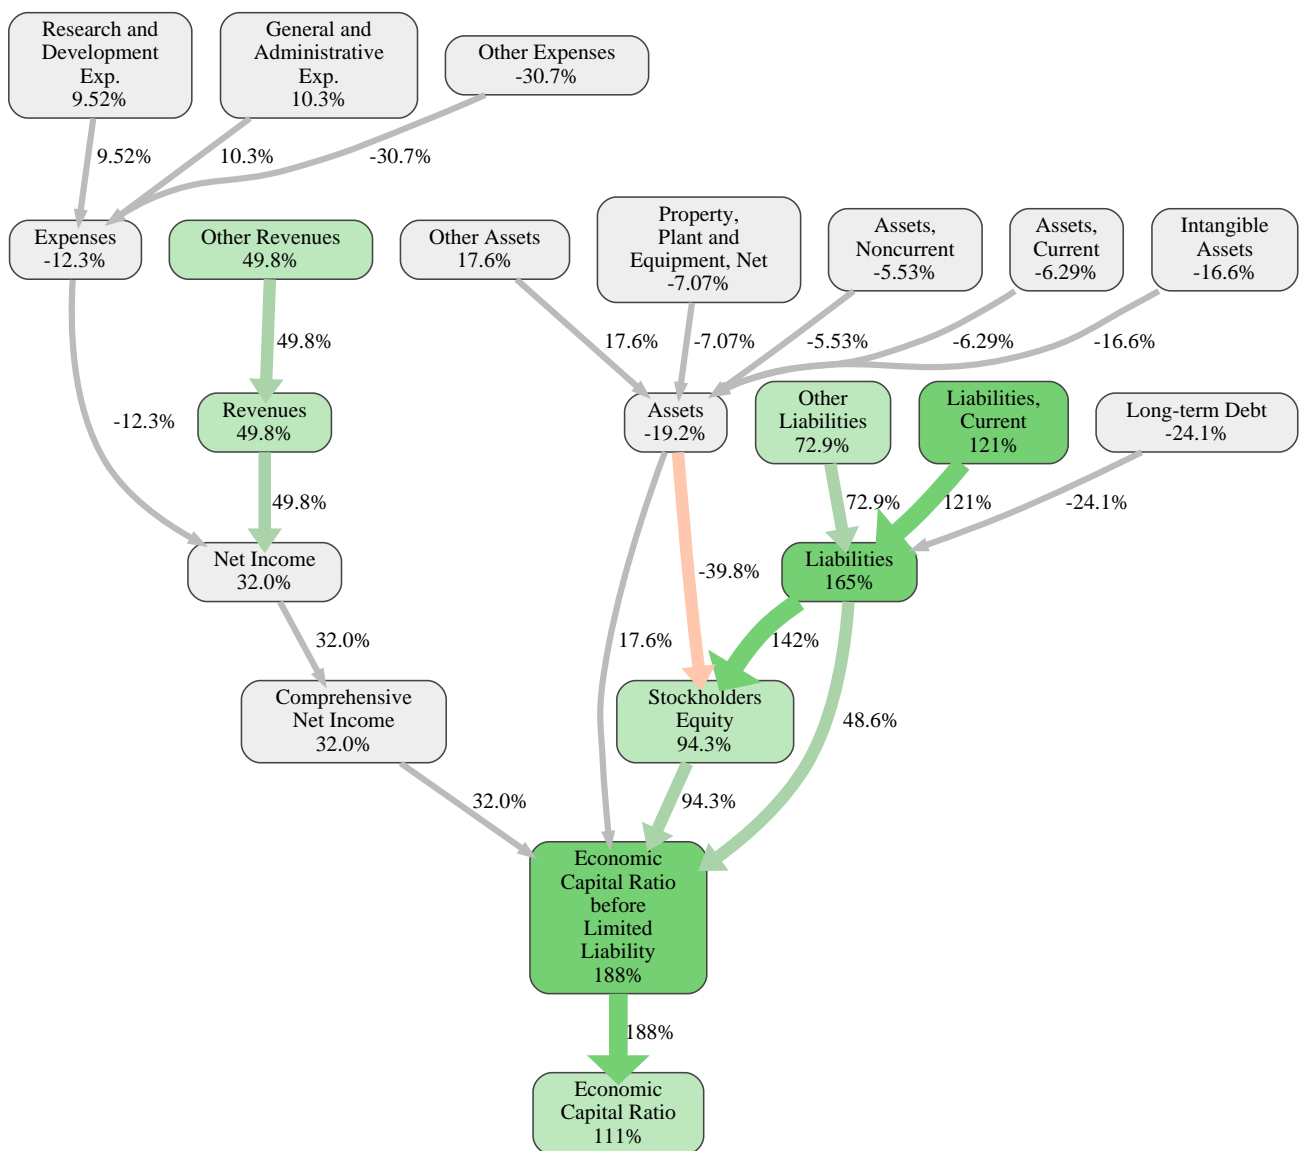 Research and
Development
Exp.
9.52%
General and
Administrative
Exp.
10.3%
Other Expenses
-30.7%
9.52%
10.3%
-30.7%
Expenses
-12.3%
Other Revenues
49.8%
Other Assets
17.6%
Property,
Plant and
Equipment, Net
-7.07%
Assets,
Noncurrent
-5.53%
Assets,
Current
-6.29%
Intangible
Assets
-16.6%
49.8%
17.6%
-7.07%
-5.53%
-6.29%
-16.6%
-12.3%
Revenues
49.8%
Assets
-19.2%
Other
Liabilities
72.9%
Liabilities,
Current
121%
Long-term Debt
-24.1%
49.8%
72.9%
121%
-24.1%
Net Income
32.0%
-39.8%
Liabilities
165%
32.0%
17.6%
142%
Comprehensive
Net Income
32.0%
Stockholders
Equity
94.3%
48.6%
32.0%
94.3%
Economic
Capital Ratio
before
Limited
Liability
188%
188%
Economic
Capital Ratio
111%